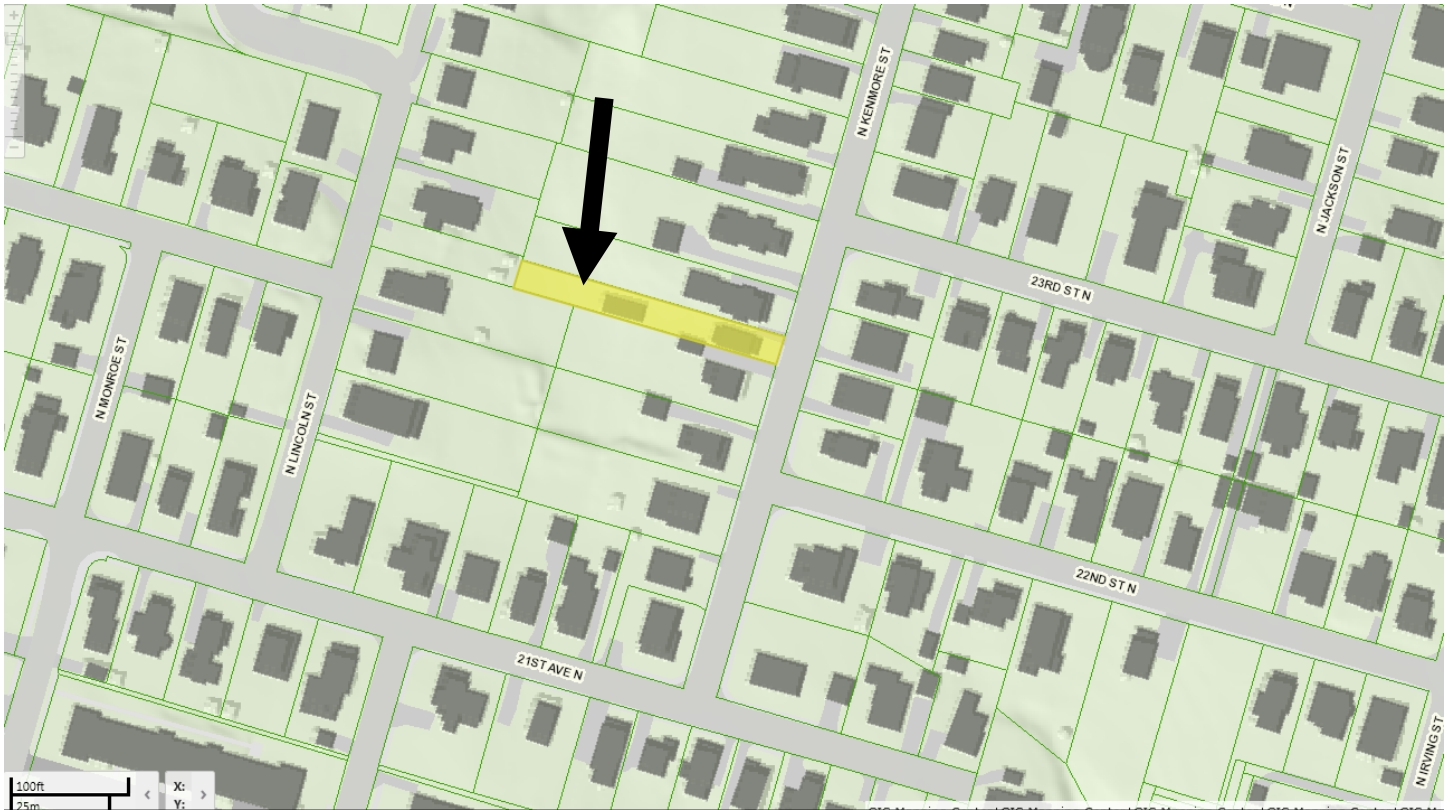 N KENMORE ST
N JACKSON ST
23RD ST N
N MONROE ST
N LINCOLN ST
22ND ST N
21ST AVE N
N IRVING ST
100ft
25m
X:
Y: